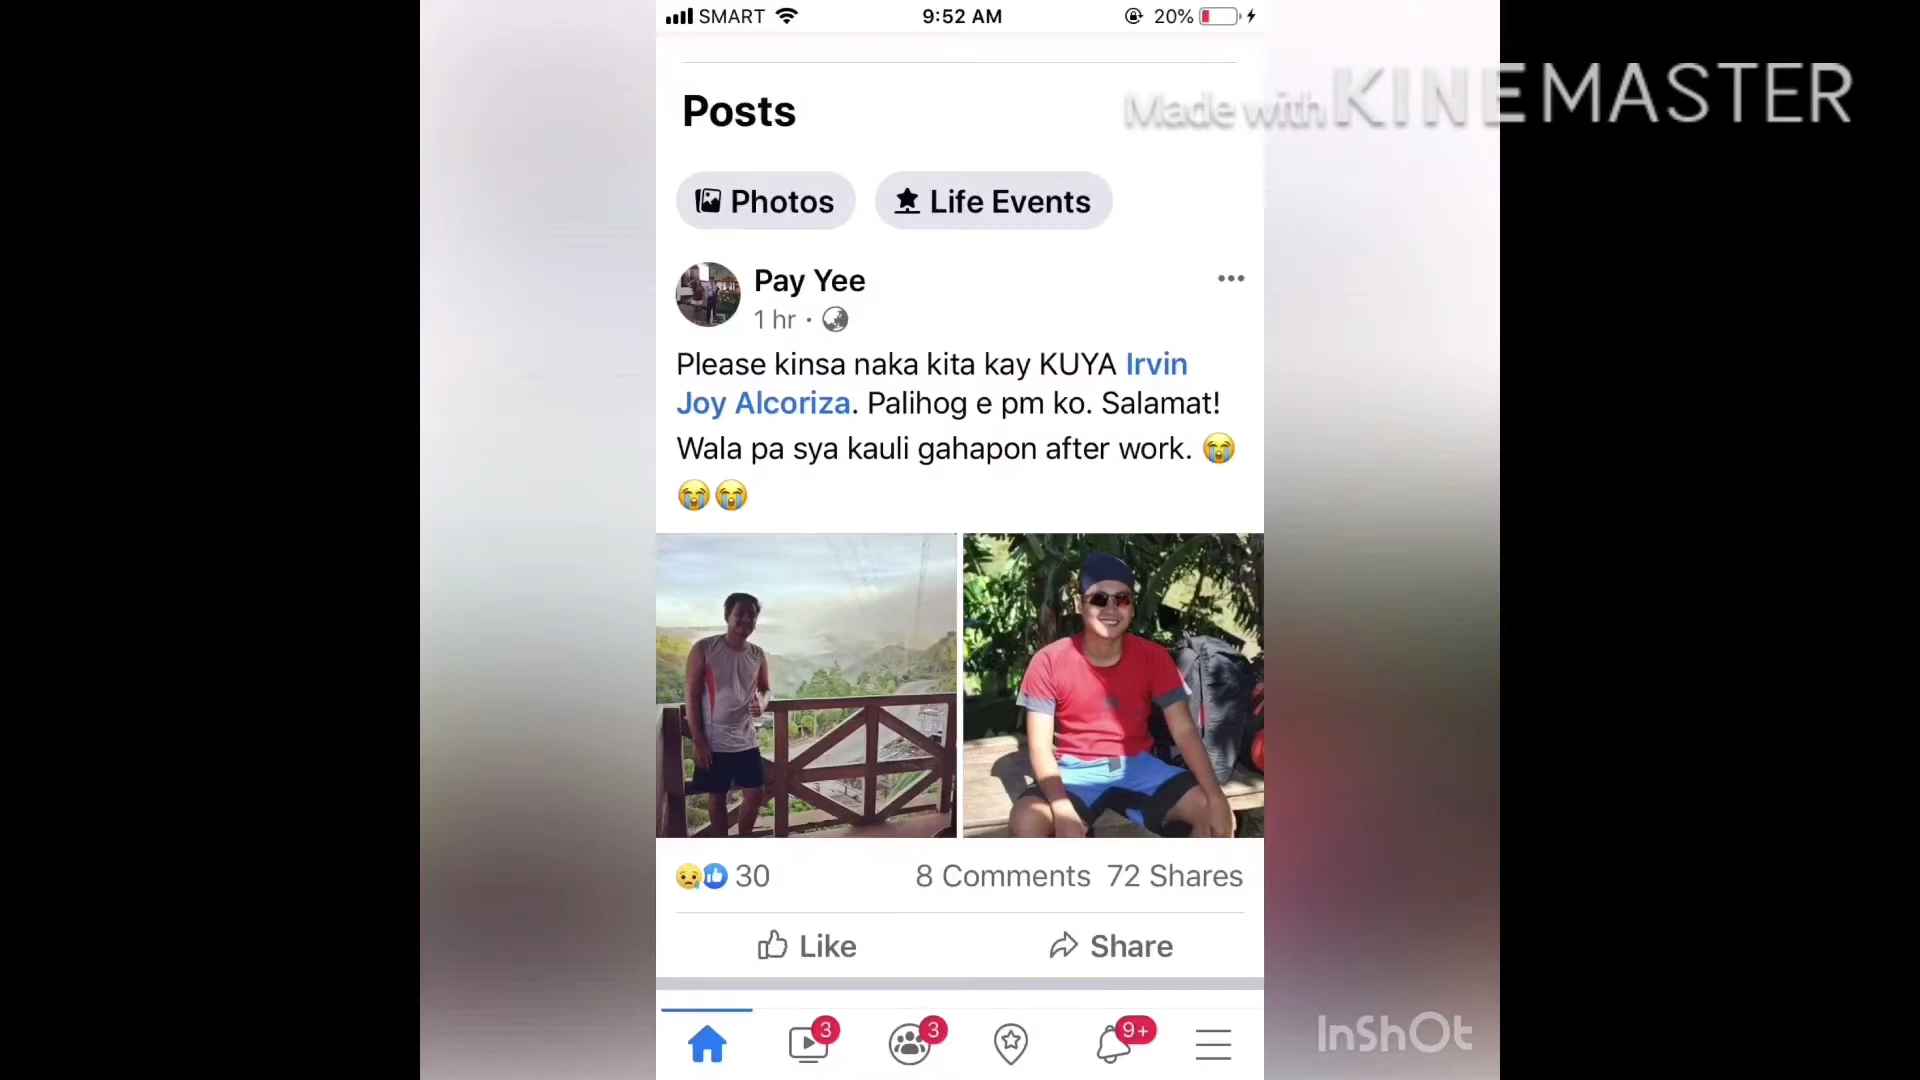 SMART
9:52 AM
20%
Made with KINEMASTER
Posts
Photos
Life Events
Pay Yee
1 hr ·
Please kinsa naka kita kay KUYA Irvin
Joy Alcoriza. Palihog e pm ko. Salamat!
Wala pa sya kauli gahapon after work. 😭
😭😭
30
8 Comments 72 Shares
Like
Share
3
3
9+
InShOt